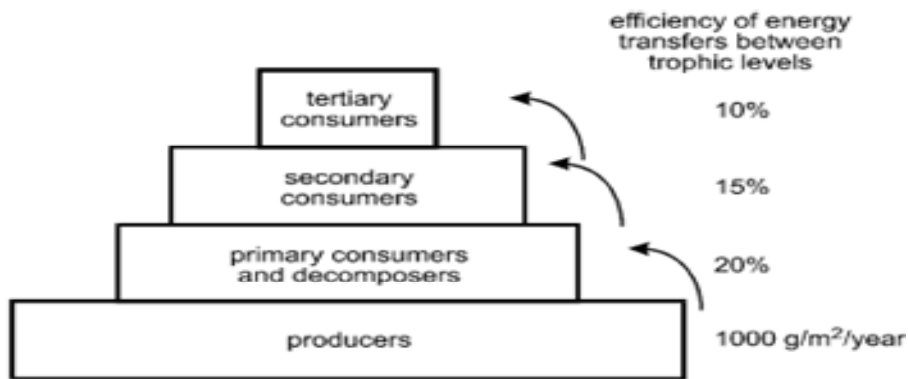 efficiency of energy
transfers between
trophic levels
tertiary
consumers
10%
secondary
consumers
15%
primary consumers
and decomposers
20%
producers
1000 g/m²/year